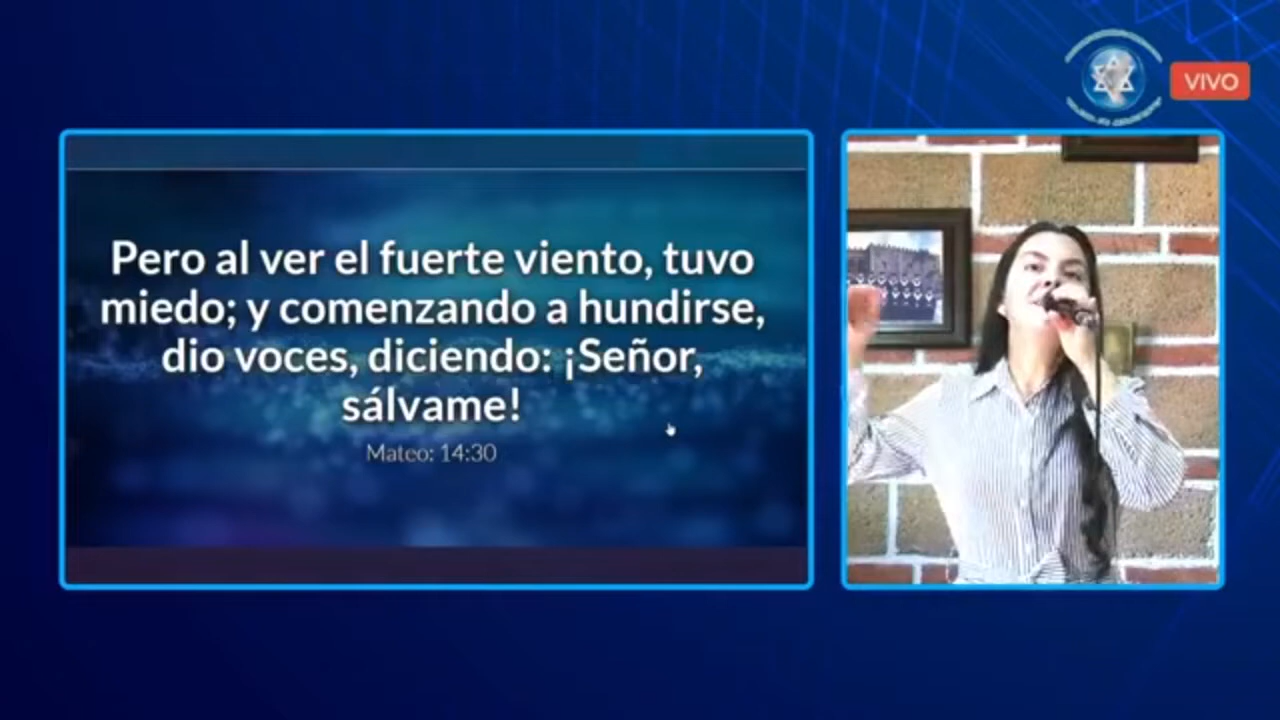 VIVO
Pero al ver el fuerte viento, tuvo
miedo; y comenzando a hundirse,
dio voces, diciendo: ¡Señor,
sálvame!
Mateo: 14:30